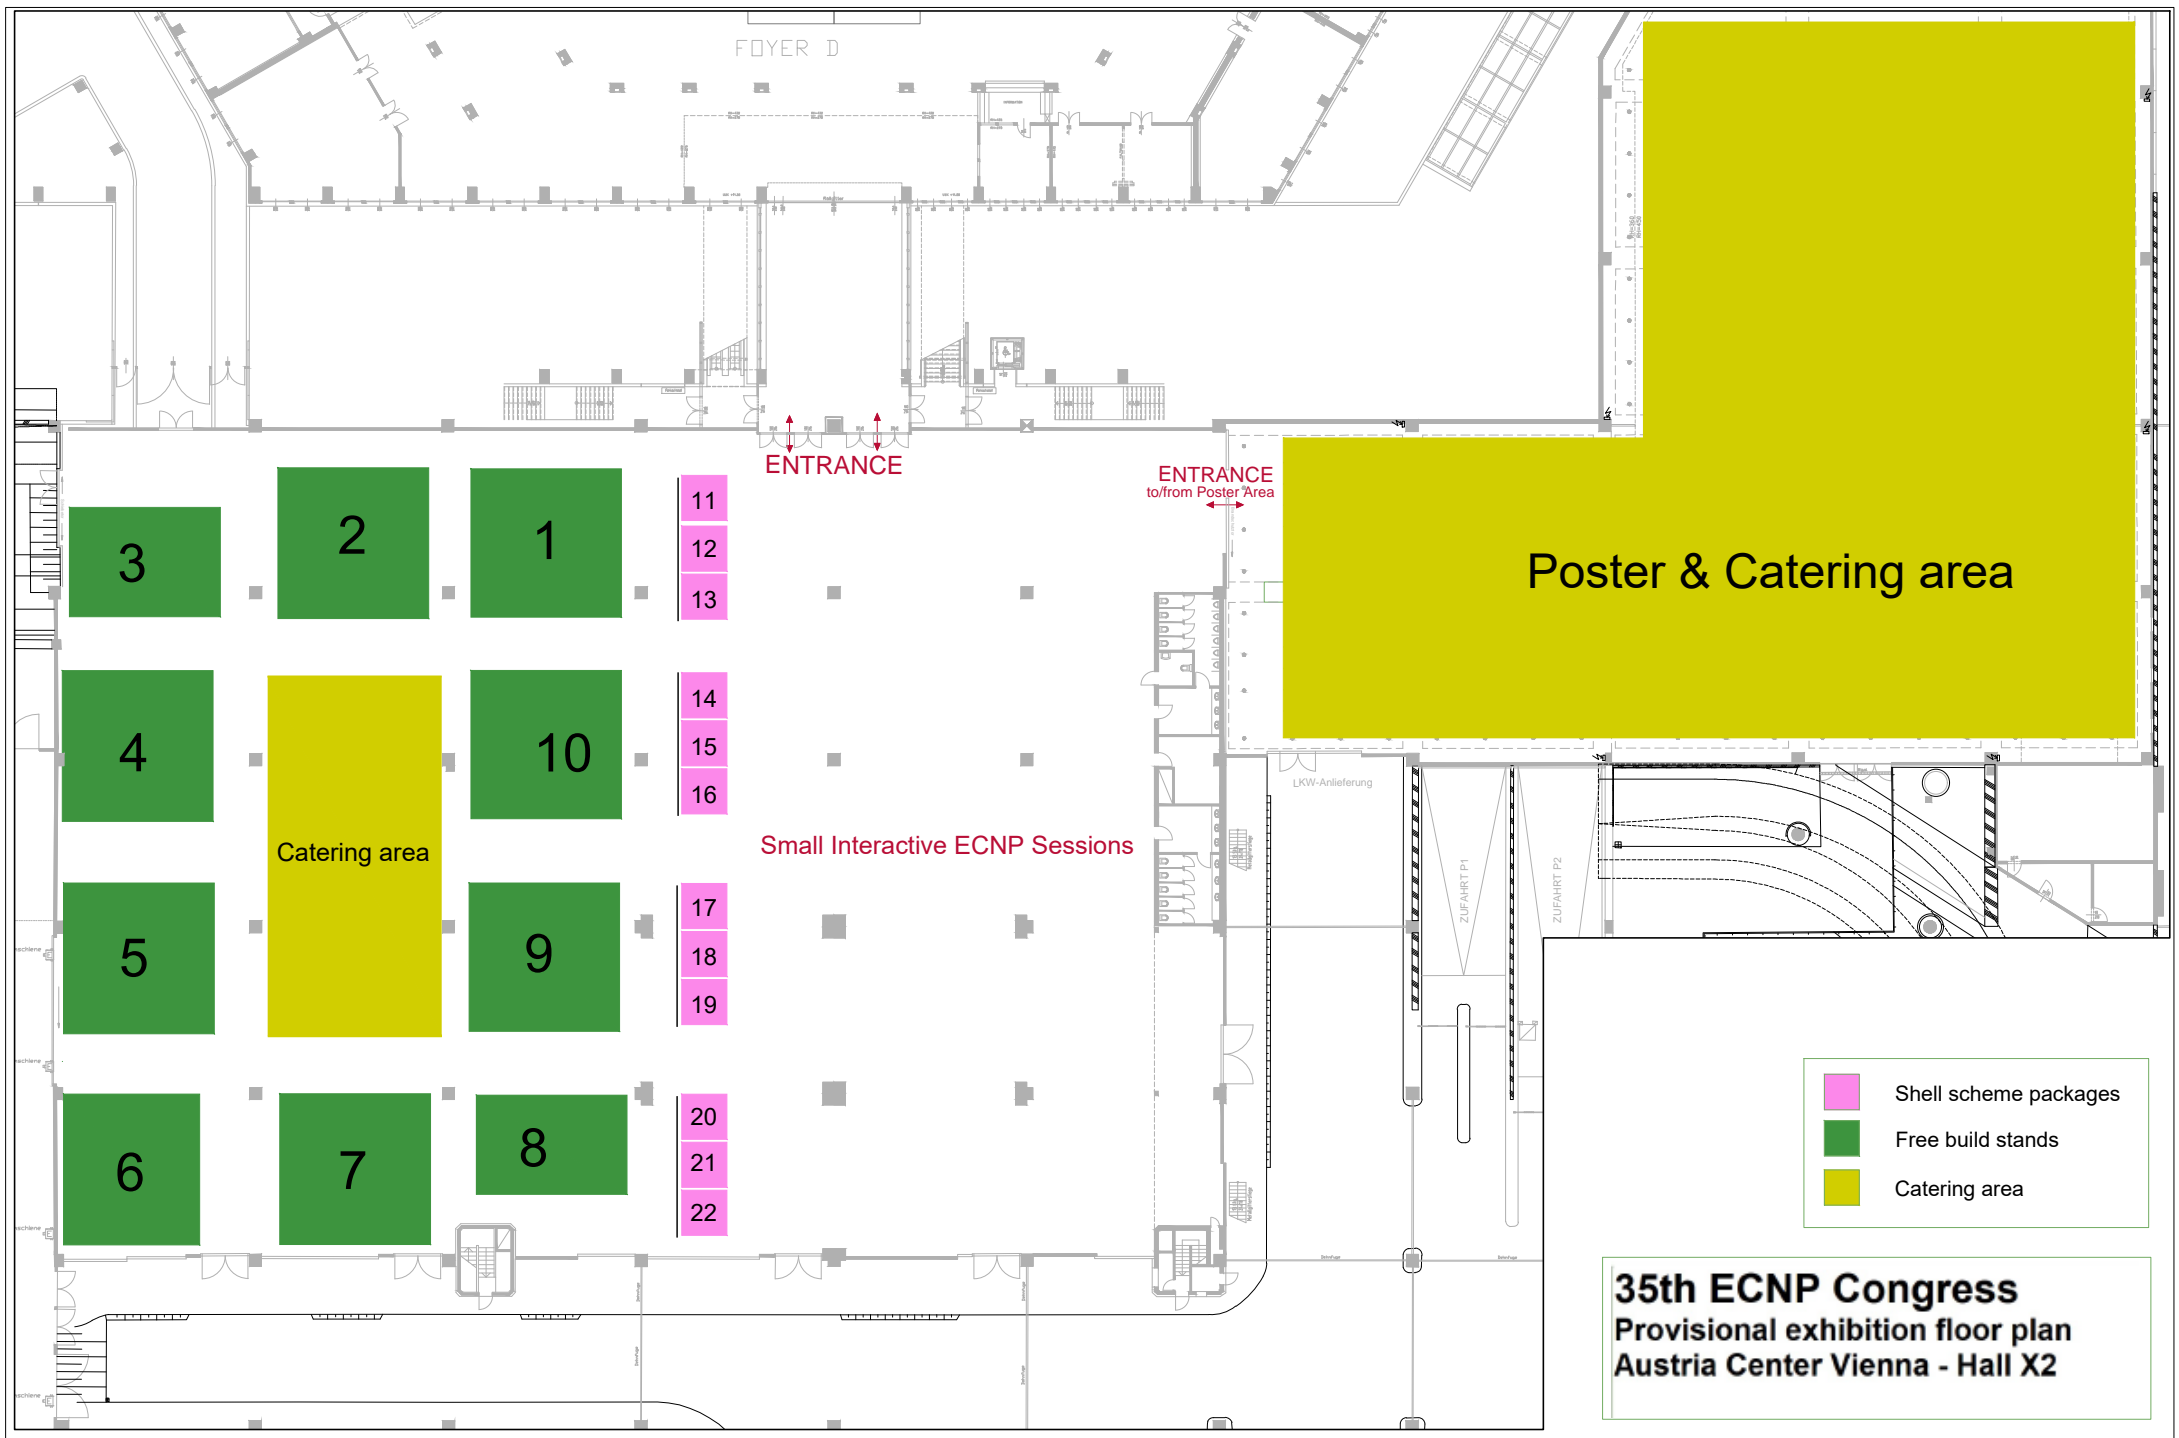 FOYER D
ENTRANCE
ENTRANCE
to/from Poster Area
11
2
1
12
3
13
Poster & Catering area
14
4
10
15
16
LKW-Anlieferung
Small Interactive ECNP Sessions
Catering area
ZUFAHRT P1
ZUFAHRT P2
17
5
9
18
19
20
8
21
6
7
22
Shell scheme packages
Free build stands
Catering area
35th ECNP Congress
Provisional exhibition floor plan
Austria Center Vienna - Hall X2